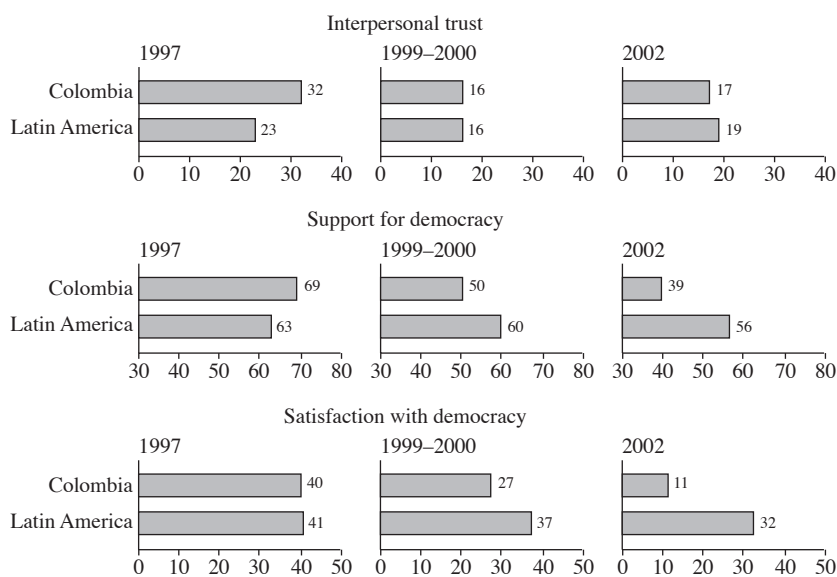 Interpersonal trust
1997 1999–2000 2002
Colombia 32 16 17
Latin America 23 16 19
0 10 20 30 40 0 10 20 30 40 0 10 20 30 40
Support for democracy
1997 1999–2000 2002
Colombia 69 50 39
Latin America 63 60 56
30 40 50 60 70 80 30 40 50 60 70 80 30 40 50 60 70 80
Satisfaction with democracy
1997 1999–2000 2002
Colombia 40 27 11
Latin America 41 37 32
0 10 20 30 40 50 0 10 20 30 40 50 0 10 20 30 40 50